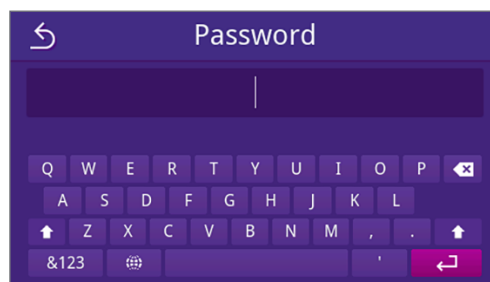 Password
Q W E R T Y U I O P
A S D F G H J K L
Z X C V B N M , .
&123 '